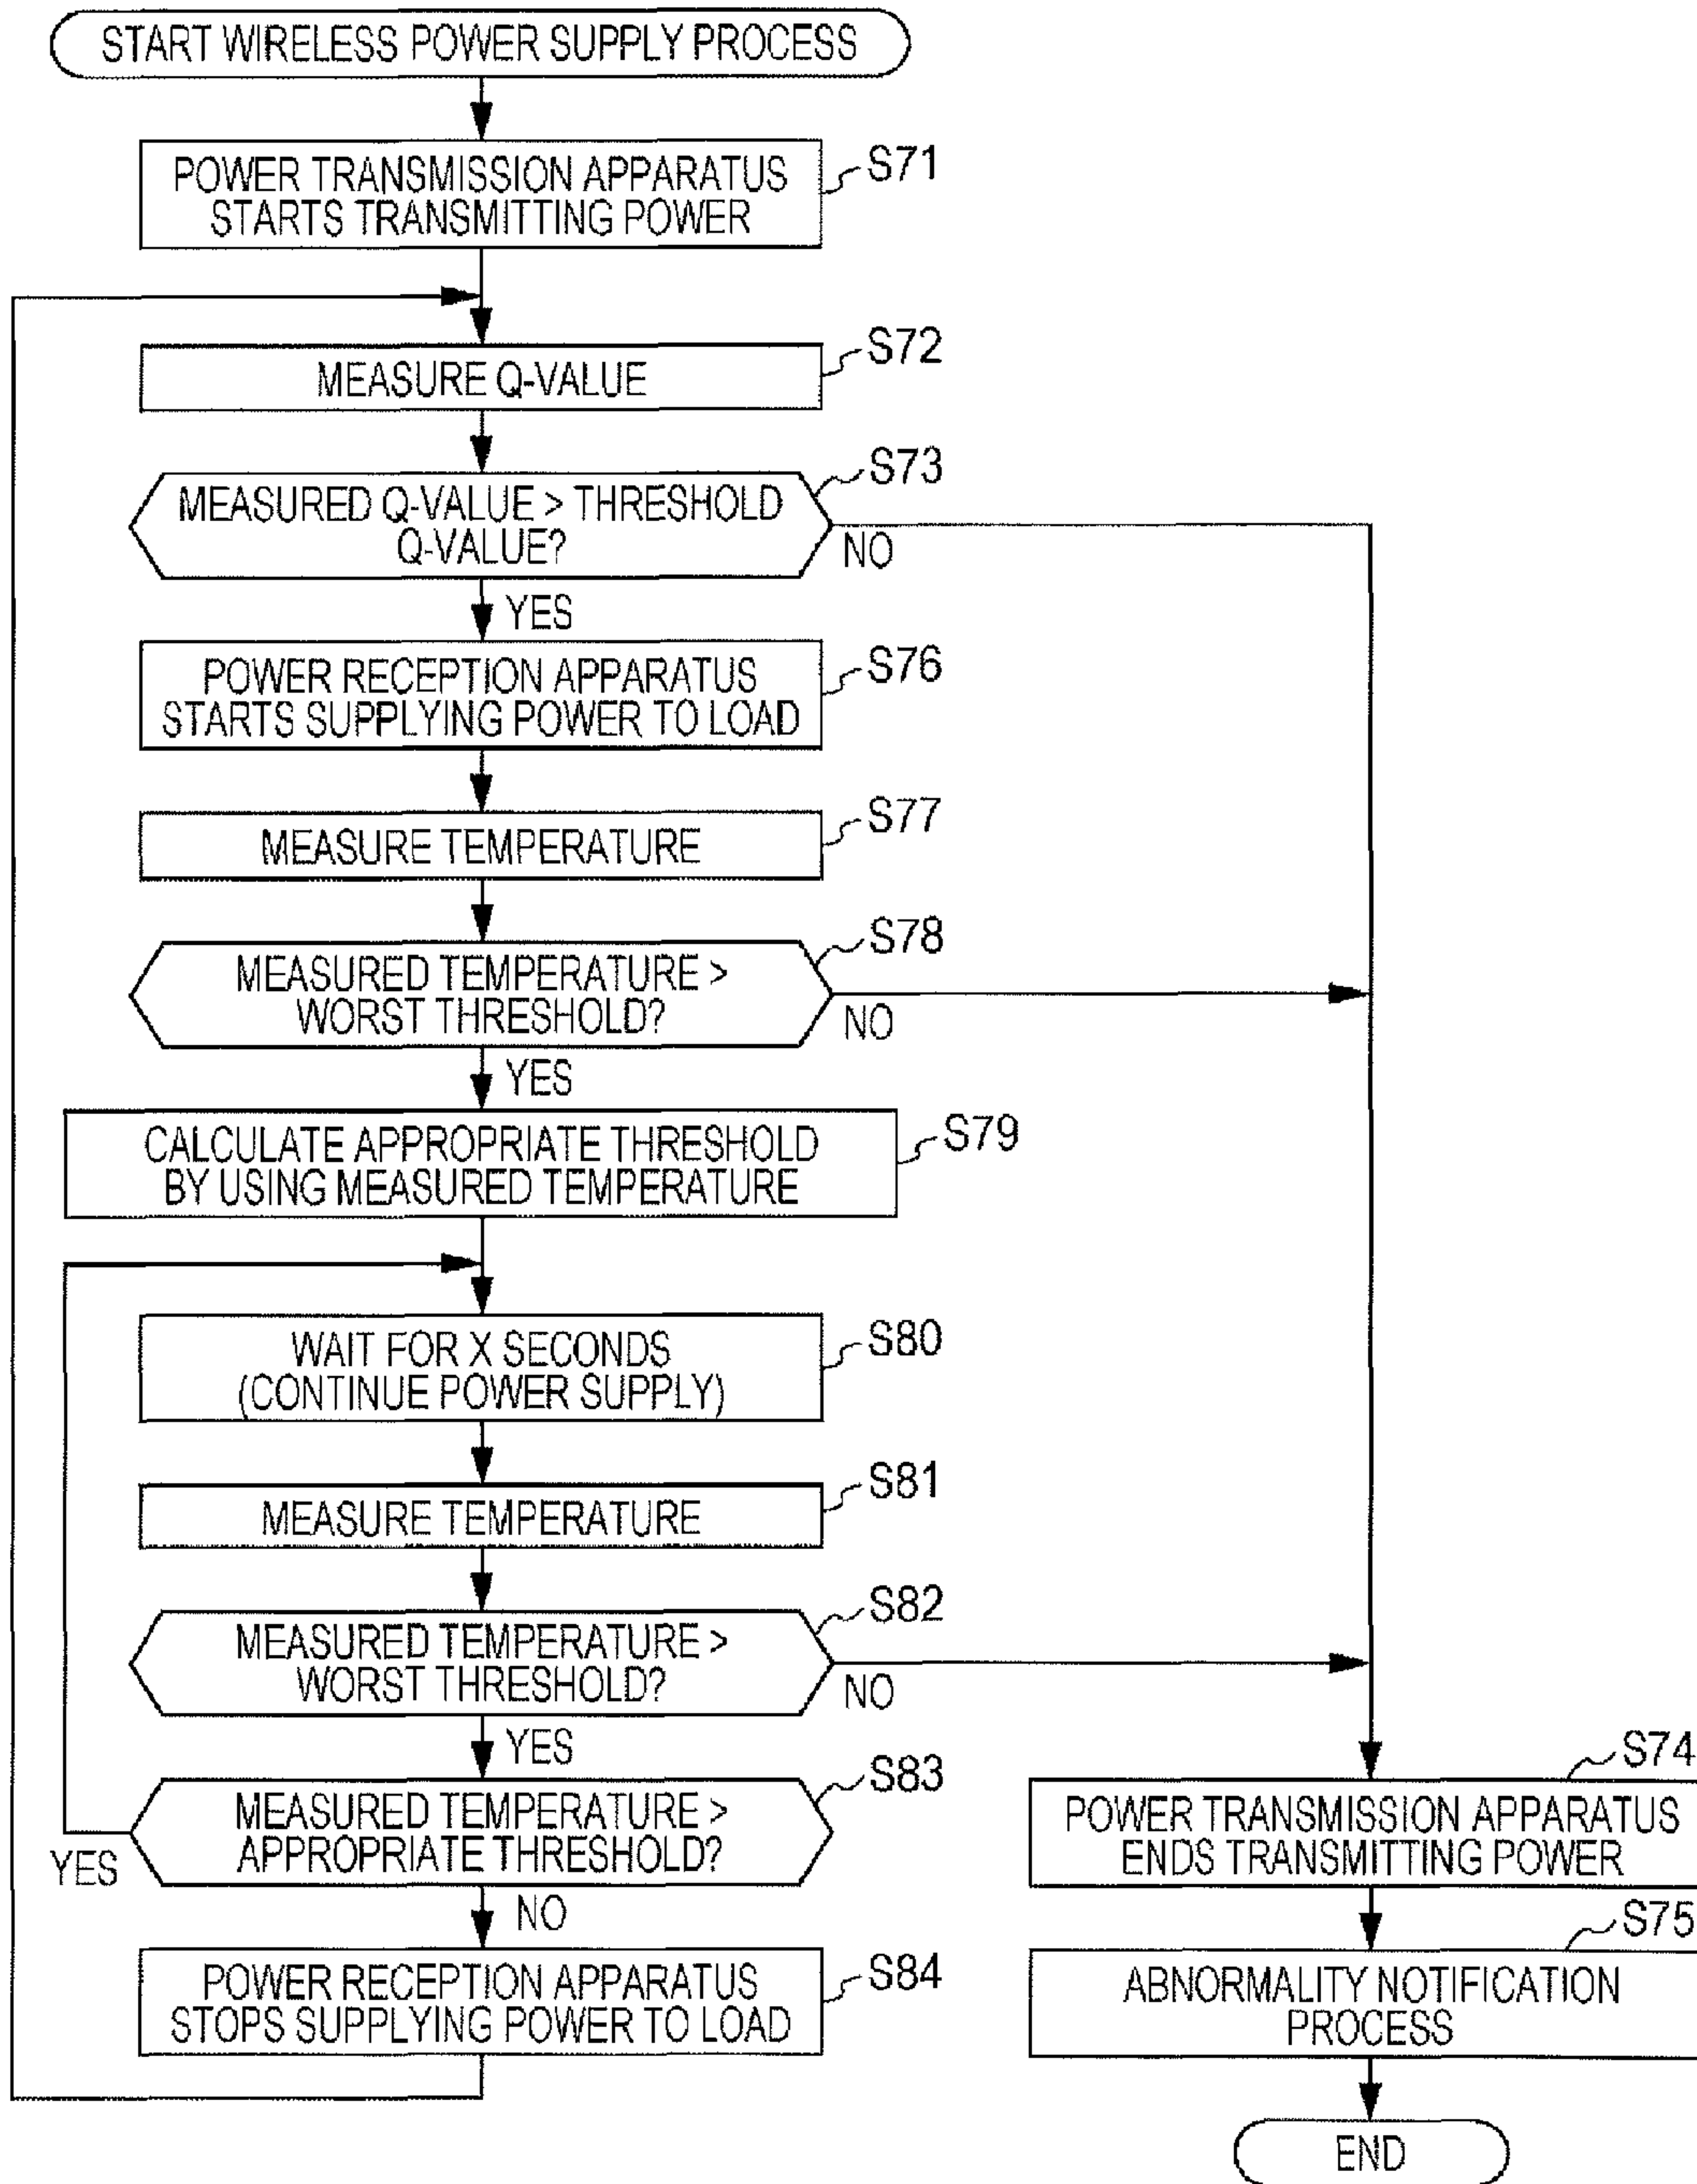 START WIRELESS POWER SUPPLY PROCESS
POWER TRANSMISSION APPARATUS
STARTS TRANSMITTING POWER
S71
MEASURE Q-VALUE
S72
MEASURED Q-VALUE > THRESHOLD
Q-VALUE?
S73
NO
YES
POWER RECEPTION APPARATUS
STARTS SUPPLYING POWER TO LOAD
S76
MEASURE TEMPERATURE
S77
MEASURED TEMPERATURE >
WORST THRESHOLD?
S78
NO
YES
CALCULATE APPROPRIATE THRESHOLD
BY USING MEASURED TEMPERATURE
S79
WAIT FOR X SECONDS
(CONTINUE POWER SUPPLY)
S80
MEASURE TEMPERATURE
S81
MEASURED TEMPERATURE >
WORST THRESHOLD?
S82
NO
YES
MEASURED TEMPERATURE >
APPROPRIATE THRESHOLD?
S83
YES
NO
POWER RECEPTION APPARATUS
STOPS SUPPLYING POWER TO LOAD
S84
POWER TRANSMISSION APPARATUS
ENDS TRANSMITTING POWER
S74
ABNORMALITY NOTIFICATION
PROCESS
S75
END